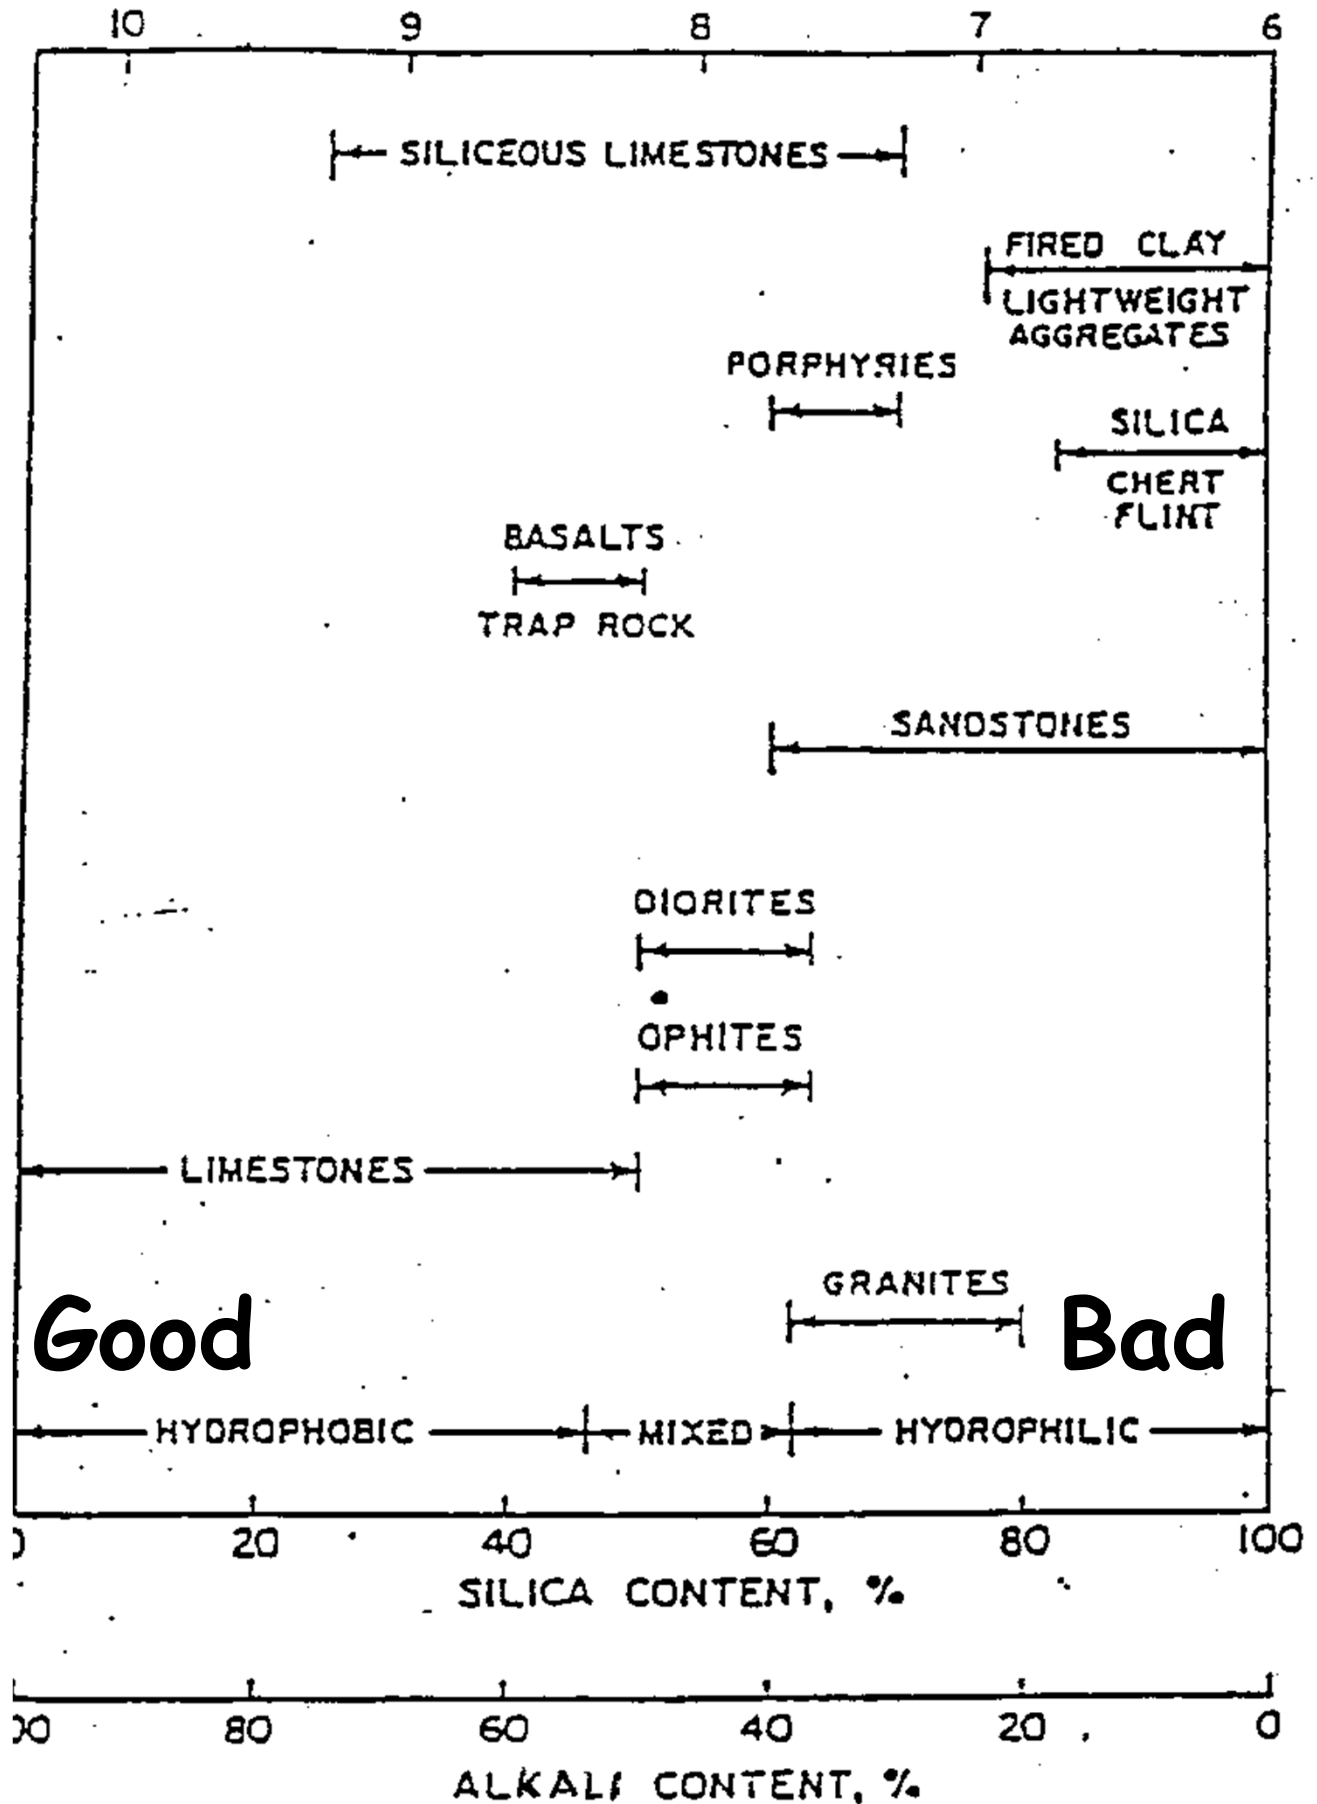 10 9 8 7 6
SILICEOUS LIMESTONES
FIRED CLAY
LIGHTWEIGHT
AGGREGATES
PORPHYRIES
SILICA
CHERT
FLINT
BASALTS
TRAP ROCK
SANDSTONES
DIORITES
OPHITES
LIMESTONES
GRANITES
Good Bad
HYDROPHOBIC MIXED HYDROPHILIC
20 40 60 80 100
SILICA CONTENT, %
80 60 40 20 0
ALKALI CONTENT, %